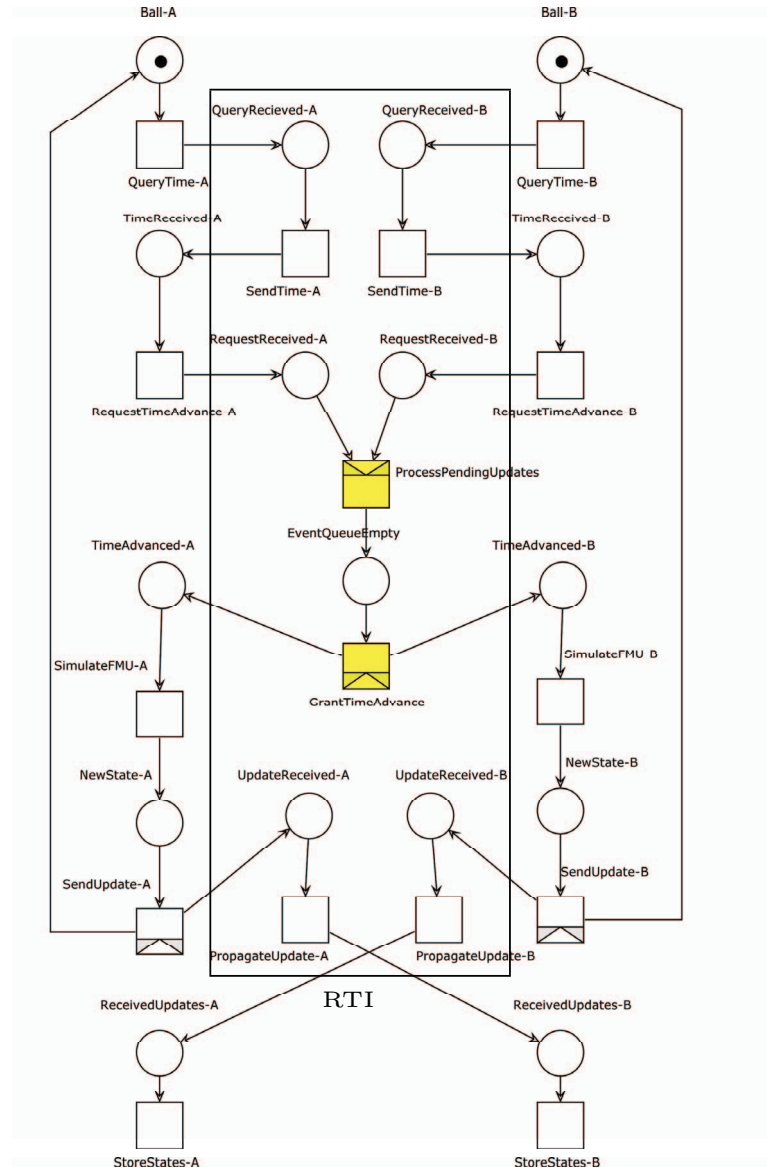 Ball-A
Ball-B
QueryRecieved-A
QueryReceived-B
QueryTime-A
QueryTime-B
TimeReceived-A
TimeReceived-B
SendTime-A
SendTime-B
RequestReceived-A
RequestReceived-B
RequestTimeAdvance-A
RequestTimeAdvance-B
ProcessPendingUpdates
EventQueueEmpty
TimeAdvanced-A
TimeAdvanced-B
SimulateFMU-A
SimulateFMU-B
GrantTimeAdvance
NewState-A
UpdateReceived-A
UpdateReceived-B
NewState-B
SendUpdate-A
SendUpdate-B
PropagateUpdate-A
PropagateUpdate-B
RTI
ReceivedUpdates-A
ReceivedUpdates-B
StoreStates-A
StoreStates-B